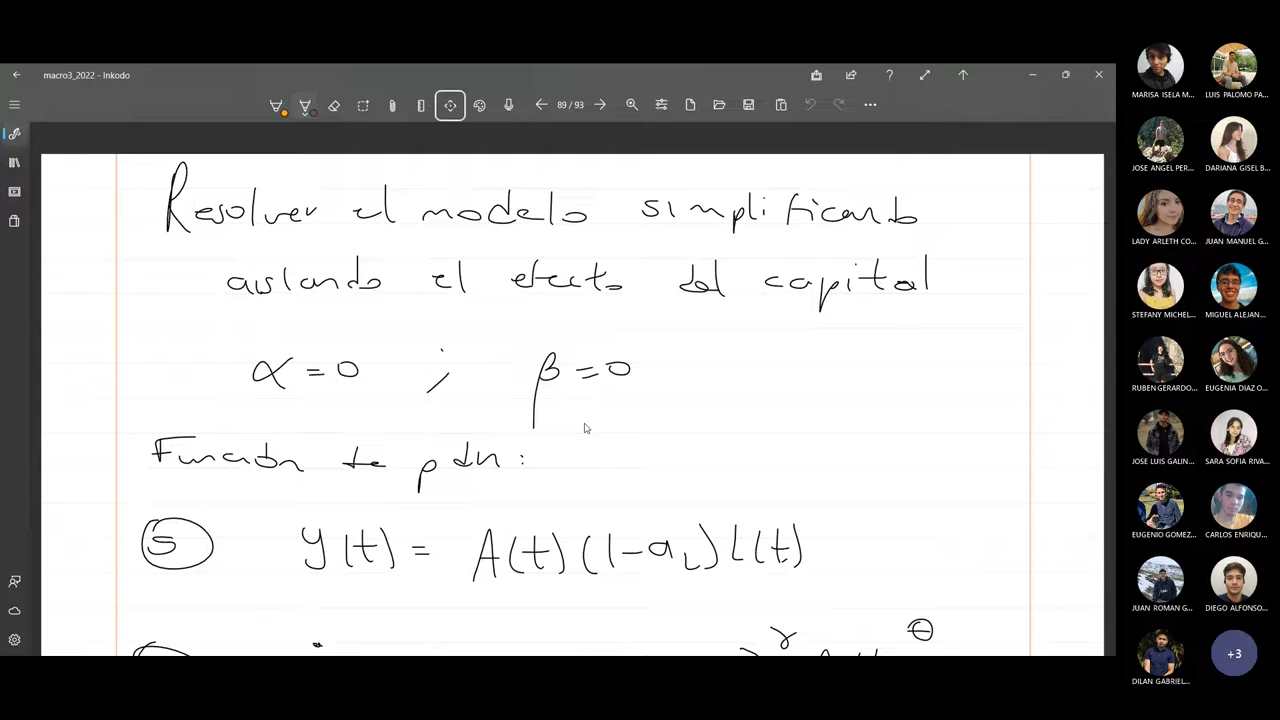 macro3_2022 - Inkodo
89 / 93
Resolver el modelo simplificando
aislando el efecto del capital
α = 0 ; β = 0
Función de pdn:
5 Y(t) = A(t)(1-a_L)L(t)
γ θ
MARISA ISELA M...
LUIS PALOMO PA...
JOSE ANGEL PER...
DARIANA GISEL B...
LADY ARLETH CO...
JUAN MANUEL G...
STEFANY MICHEL...
MIGUEL ALEJAN...
RUBEN GERARDO...
EUGENIA DIAZ O...
JOSE LUIS GALIN...
SARA SOFIA RIVA...
EUGENIO GOMEZ...
CARLOS ENRIQU...
JUAN ROMAN G...
DIEGO ALFONSO...
DILAN GABRIEL...
+3